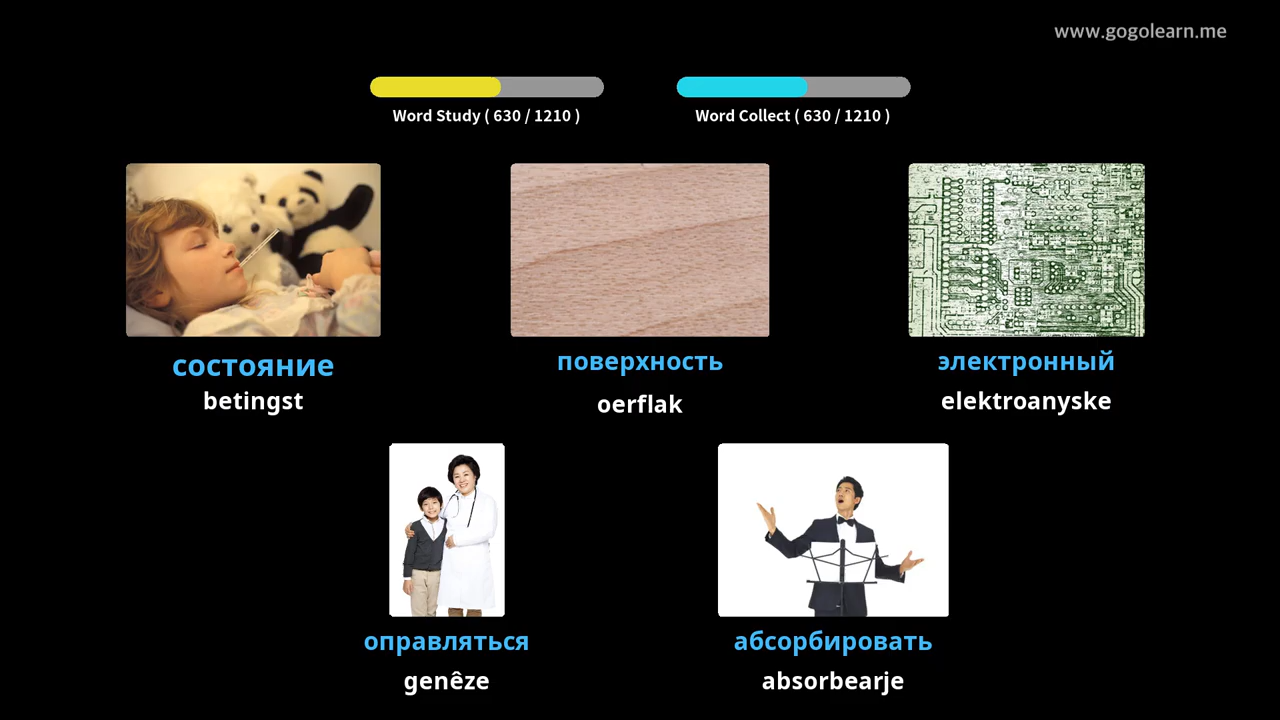 www.gogolearn.me
Word Study ( 630 / 1210 )
Word Collect ( 630 / 1210 )
состояние
betingst
поверхность
oerflak
электронный
elektroanyske
оправляться
genêze
абсорбировать
absorbearje